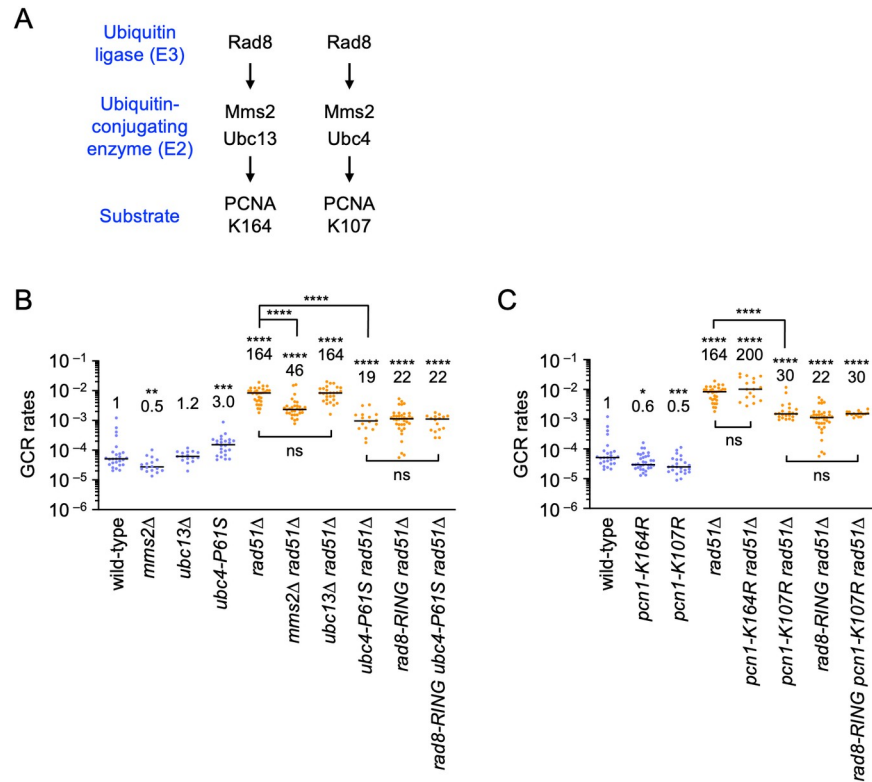 A
Ubiquitin
ligase (E3)
Rad8
Rad8
Ubiquitin-
conjugating
enzyme (E2)
Mms2
Ubc13
Mms2
Ubc4
Substrate
PCNA
K164
PCNA
K107
B
GCR rates
10−1
10−2
10−3
10−4
10−5
10−6
****
****
1
**
0.5
1.2
***
3.0
****
164
****
46
****
164
****
19
****
22
****
22
ns
ns
wild-type
mms2Δ
ubc13Δ
ubc4-P61S
rad51Δ
mms2Δ rad51Δ
ubc13Δ rad51Δ
ubc4-P61S rad51Δ
rad8-RING rad51Δ
rad8-RING ubc4-P61S rad51Δ
C
GCR rates
10−1
10−2
10−3
10−4
10−5
10−6
****
1
*
0.6
***
0.5
****
164
****
200
****
30
****
22
****
30
ns
ns
wild-type
pcn1-K164R
pcn1-K107R
rad51Δ
pcn1-K164R rad51Δ
pcn1-K107R rad51Δ
rad8-RING rad51Δ
rad8-RING pcn1-K107R rad51Δ